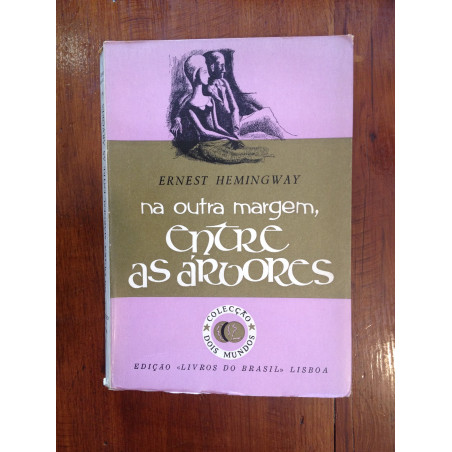 ERNEST HEMINGWAY
na outra margem,
entre
as árvores
COLECÇÃO
DOIS MUNDOS
EDIÇÃO «LIVROS DO BRASIL» LISBOA